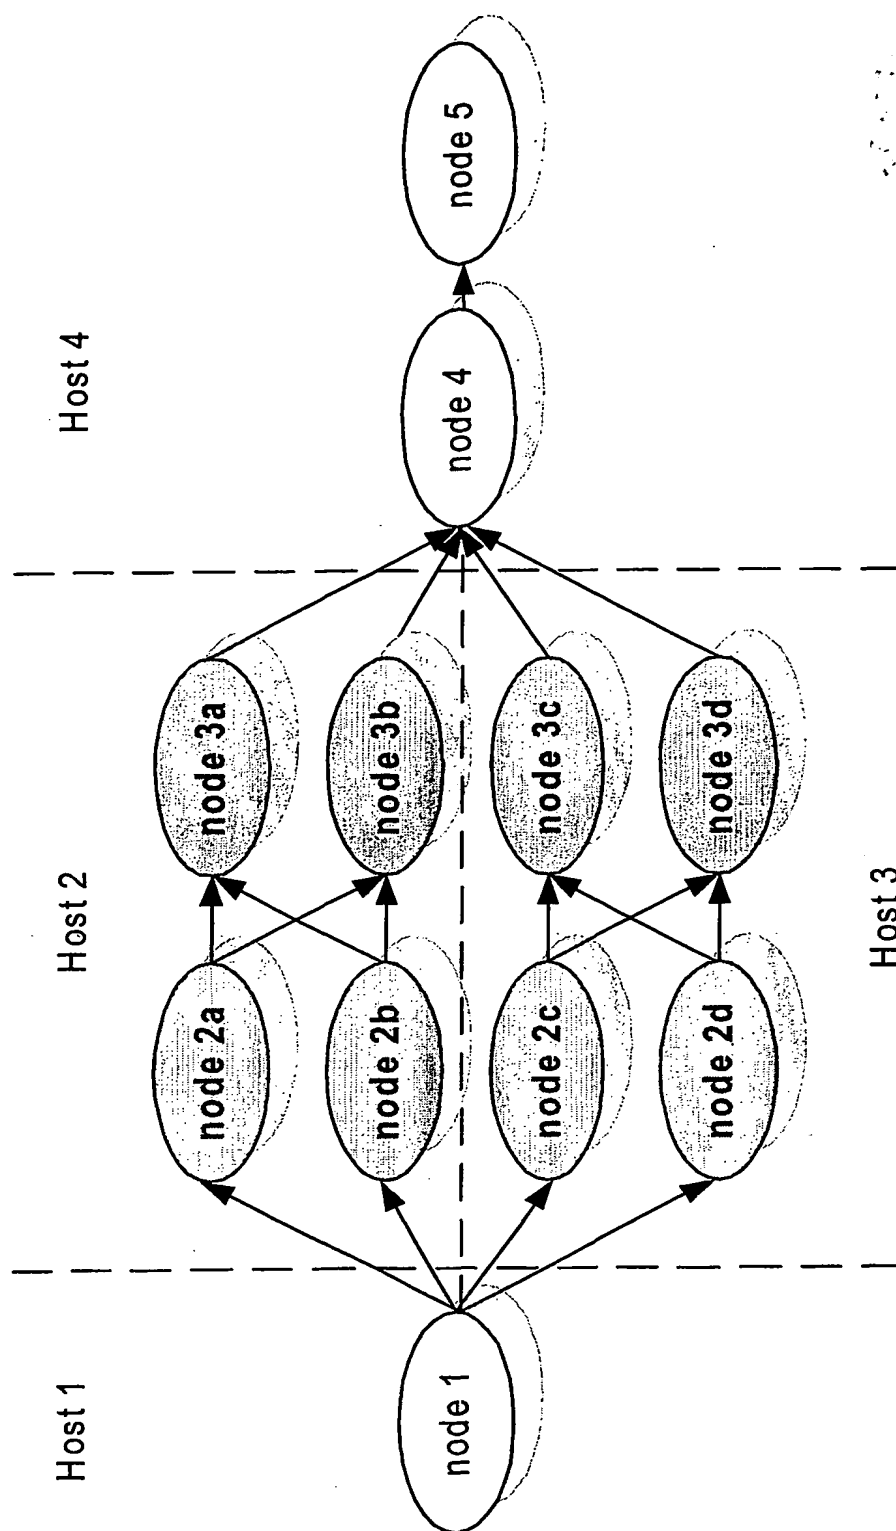 Host 1
Host 2
Host 4
node 1
node 2a
node 3a
node 2b
node 3b
node 4
node 5
node 2c
node 3c
node 2d
node 3d
Host 3